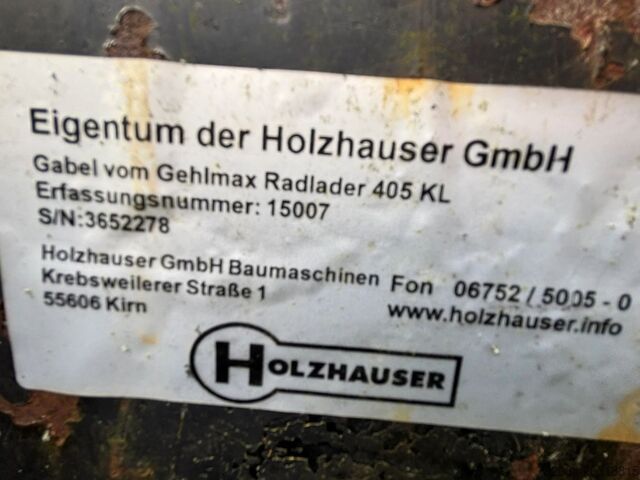 Eigentum der Holzhauser GmbH
Gabel vom Gehlmax Radlader 405 KL
Erfassungsnummer: 15007
S/N:3652278
Holzhauser GmbH Baumaschinen Fon 06752 / 5005 - 0
Krebsweilerer Straße 1 www.holzhauser.info
55606 Kirn
HOLZHAUSER